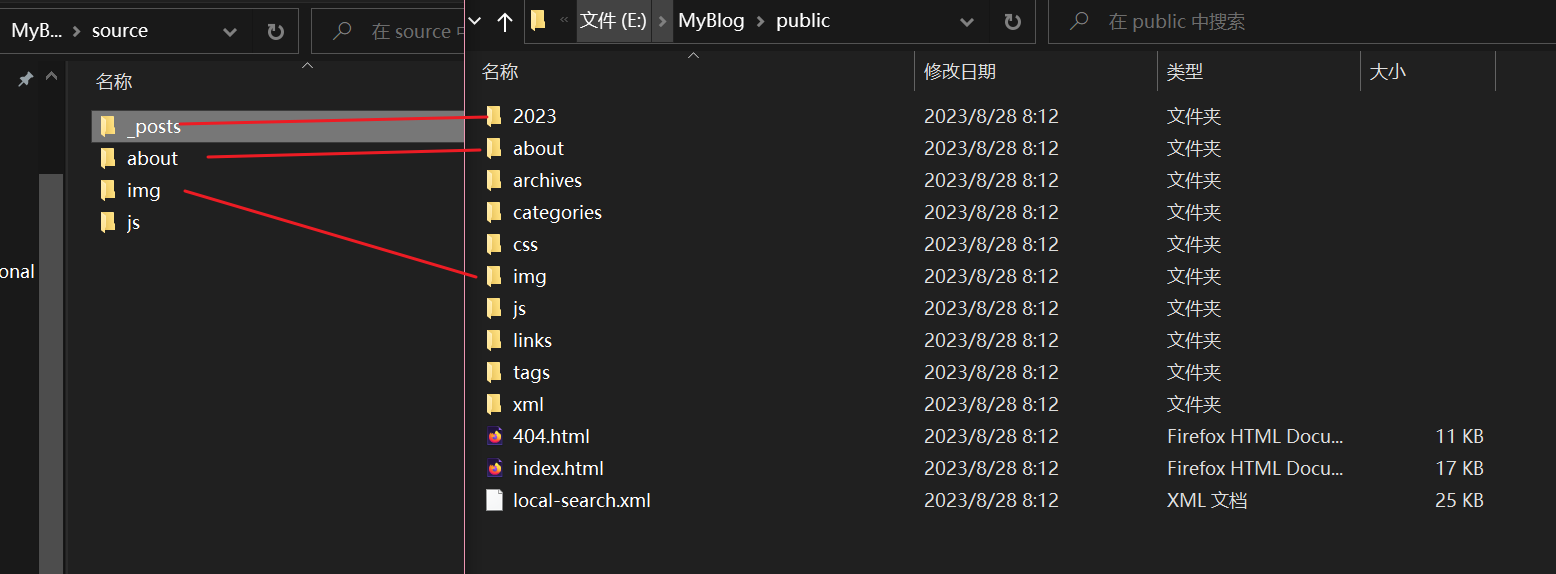 MyB... source
在 source 中
名称
_posts
about
img
js
onal
文件 (E:) MyBlog public
在 public 中搜索
名称 修改日期 类型 大小
2023 2023/8/28 8:12 文件夹
about 2023/8/28 8:12 文件夹
archives 2023/8/28 8:12 文件夹
categories 2023/8/28 8:12 文件夹
css 2023/8/28 8:12 文件夹
img 2023/8/28 8:12 文件夹
js 2023/8/28 8:12 文件夹
links 2023/8/28 8:12 文件夹
tags 2023/8/28 8:12 文件夹
xml 2023/8/28 8:12 文件夹
404.html 2023/8/28 8:12 Firefox HTML Docu... 11 KB
index.html 2023/8/28 8:12 Firefox HTML Docu... 17 KB
local-search.xml 2023/8/28 8:12 XML 文档 25 KB